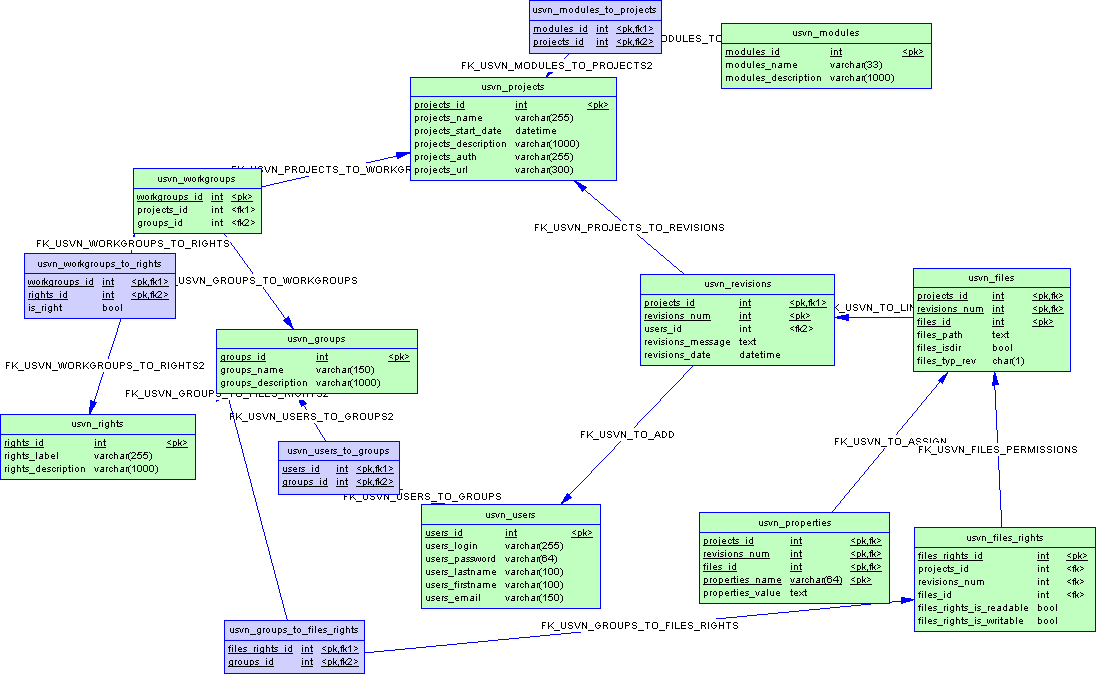 usvn_modules_to_projects
modules_id int <pk,fk1>
projects_id int <pk,fk2>
usvn_modules
modules_id int <pk>
modules_name varchar(33)
modules_description varchar(1000)
FK_USVN_MODULES_TO_PROJECTS2
usvn_projects
projects_id int <pk>
projects_name varchar(255)
projects_start_date datetime
projects_description varchar(1000)
projects_auth varchar(255)
projects_url varchar(300)
usvn_workgroups
workgroups_id int <pk>
projects_id int <fk1>
groups_id int <fk2>
FK_USVN_PROJECTS_TO_REVISIONS
FK_USVN_WORKGROUPS_TO_RIGHTS
usvn_workgroups_to_rights
workgroups_id int <pk,fk1>
rights_id int <pk,fk2>
is_right bool
_USVN_GROUPS_TO_WORKGROUPS
usvn_revisions
projects_id int <pk,fk1>
revisions_num int <pk>
users_id int <fk2>
revisions_message text
revisions_date datetime
usvn_files
projects_id int <pk,fk>
revisions_num int <pk,fk>
files_id int <pk>
files_path text
files_isdir bool
files_typ_rev char(1)
usvn_groups
groups_id int <pk>
groups_name varchar(150)
groups_description varchar(1000)
FK_USVN_WORKGROUPS_TO_RIGHTS2
FK_USVN_GROUPS_TO_FILES_RIGHTS2
FK_USVN_USERS_TO_GROUPS2
usvn_rights
rights_id int <pk>
rights_label varchar(255)
rights_description varchar(1000)
FK_USVN_TO_ADD
FK_USVN_TO_ASSIGN
FK_USVN_FILES_PERMISSIONS
usvn_users_to_groups
users_id int <pk,fk1>
groups_id int <pk,fk2>
FK_USVN_USERS_TO_GROUPS
usvn_users
users_id int <pk>
users_login varchar(255)
users_password varchar(64)
users_lastname varchar(100)
users_firstname varchar(100)
users_email varchar(150)
usvn_properties
projects_id int <pk,fk>
revisions_num int <pk,fk>
files_id int <pk,fk>
properties_name varchar(64) <pk>
properties_value text
usvn_files_rights
files_rights_id int <pk>
projects_id int <fk>
revisions_num int <fk>
files_id int <fk>
files_rights_is_readable bool
files_rights_is_writable bool
FK_USVN_GROUPS_TO_FILES_RIGHTS
usvn_groups_to_files_rights
files_rights_id int <pk,fk1>
groups_id int <pk,fk2>